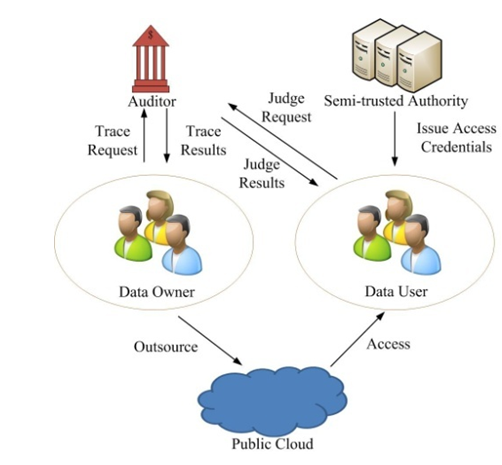 $
Auditor
Semi-trusted Authority
Judge
Request
Trace
Request
Trace
Results
Judge
Results
Issue Access
Credentials
Data Owner
Data User
Outsource
Access
Public Cloud